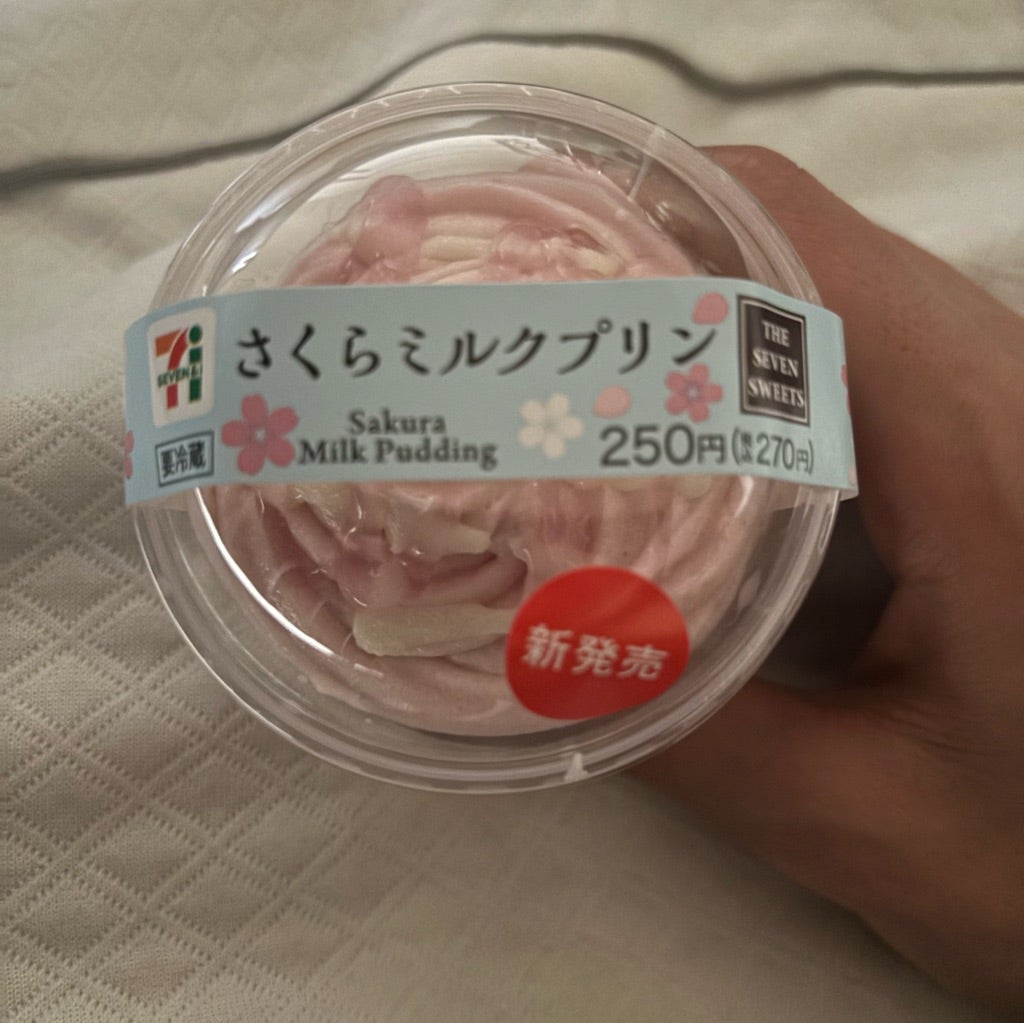 7i
SEVEN&i
さくらミルクプリン
Sakura
Milk Pudding
要冷蔵
250円(税込270円)
THE
SEVEN
SWEETS
新発売